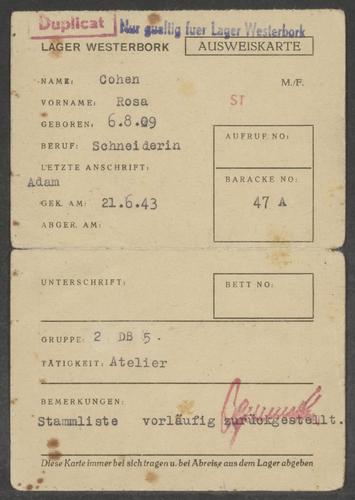 Duplicat Nur gueltig fuer Lager Westerbork
LAGER WESTERBORK AUSWEISKARTE
NAME: Cohen M./F.
VORNAME: Rosa ST
GEBOREN: 6.8.09
BERUF: Schneiderin AUFRUF NO:
LETZTE ANSCHRIFT:
Adam BARACKE NO:
GEK. AM: 21.6.43 47 A
ABGER. AM:
UNTERSCHRIFT: BETT NO:
GRUPPE: 2 DB 5.
TÄTIGKEIT: Atelier
BEMERKUNGEN:
Stammliste vorläufig zurückgestellt.
Diese Karte immer bei sich tragen u. bei Abreise aus dem Lager abgeben